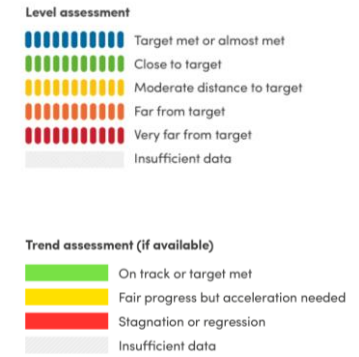 Level assessment
Target met or almost met
Close to target
Moderate distance to target
Far from target
Very far from target
Insufficient data
Trend assessment (if available)
On track or target met
Fair progress but acceleration needed
Stagnation or regression
Insufficient data